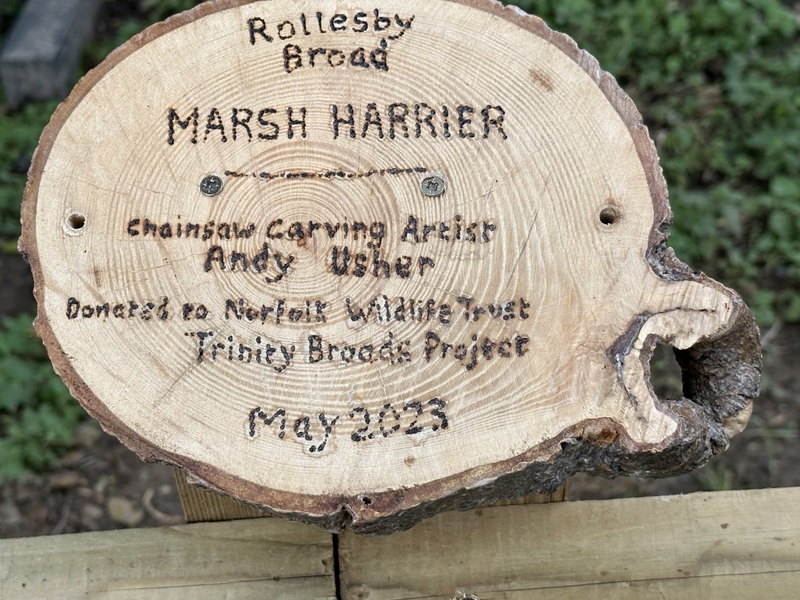 Rollesby
Broad
MARSH HARRIER
Chainsaw Carving Artist
Andy Usher
Donated to Norfolk Wildlife Trust
Trinity Broads Project
May 2023